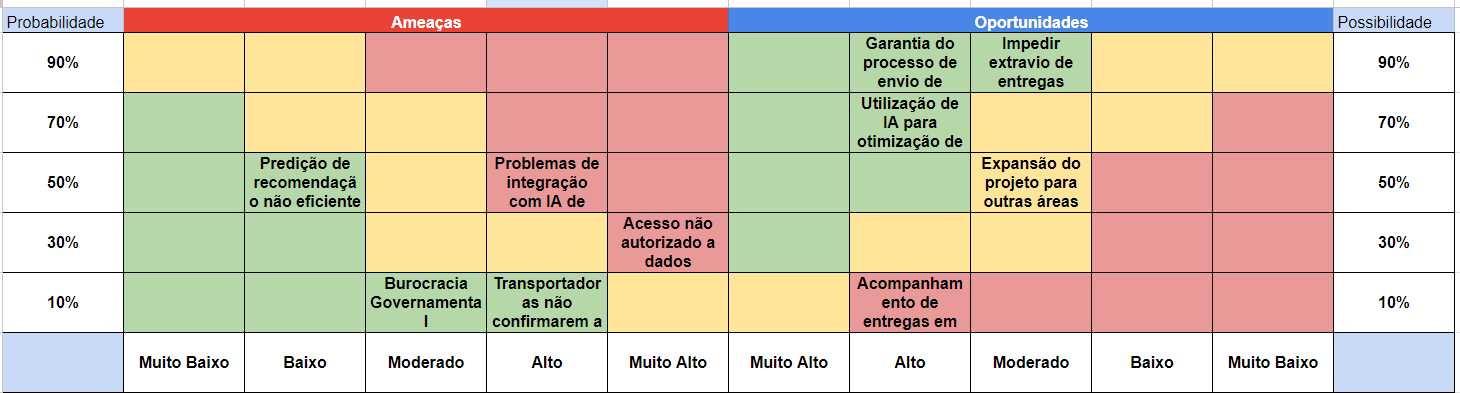 Probabilidade Ameaças Oportunidades Possibilidade
90% Garantia do processo de envio de Impedir extravio de entregas 90%
70% Utilização de IA para otimização de 70%
50% Predição de recomendaçã o não eficiente Problemas de integração com IA de Expansão do projeto para outras áreas 50%
30% Acesso não autorizado a dados 30%
10% Burocracia Governamenta l Transportador as não confirmarem a Acompanham ento de entregas em 10%
Muito Baixo Baixo Moderado Alto Muito Alto Muito Alto Alto Moderado Baixo Muito Baixo